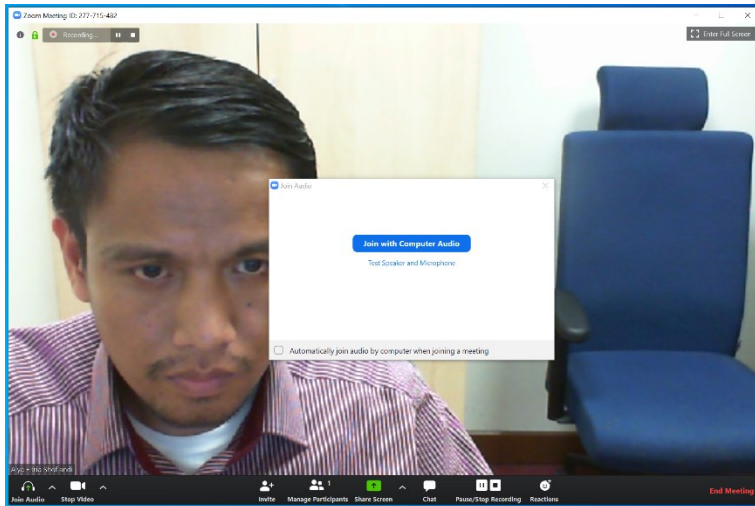 Zoom Meeting ID: 277-715-482
Recording...
Enter Full Screen
Join Audio
Join with Computer Audio
Test Speaker and Microphone
Automatically join audio by computer when joining a meeting
1
Join Audio Stop Video Invite Manage Participants Share Screen Chat Pause/Stop Recording Reactions End Meeting